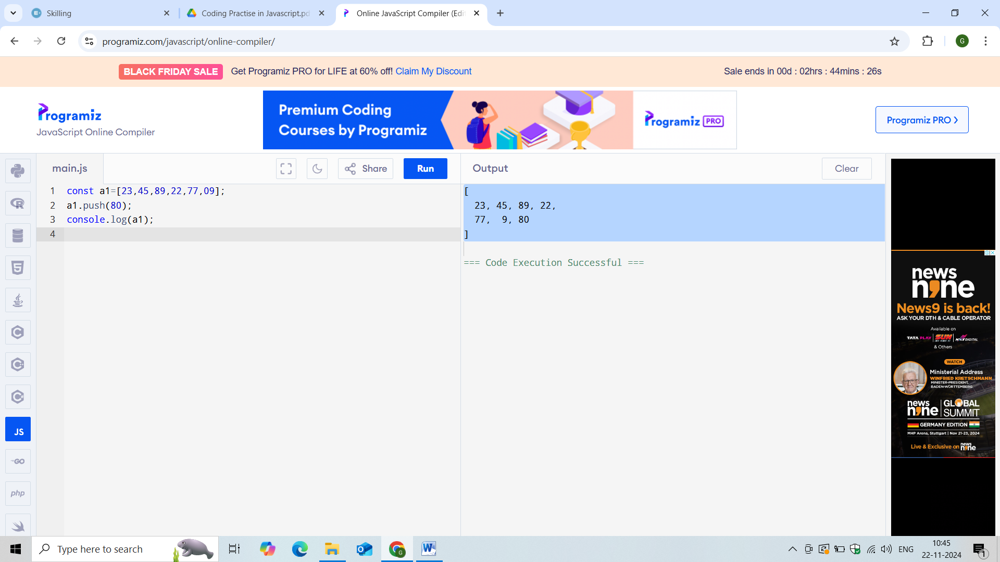 Skilling
Coding Practise in Javascript.pd
Online JavaScript Compiler (Edi
programiz.com/javascript/online-compiler/
G
BLACK FRIDAY SALE Get Programiz PRO for LIFE at 60% off! Claim My Discount
Sale ends in 00d : 02hrs : 44mins : 26s
Programiz
JavaScript Online Compiler
Premium Coding
Courses by Programiz
Programiz PRO
Programiz PRO
main.js
Share
Run
Output
Clear
1 const a1=[23,45,89,22,77,09];
2 a1.push(80);
3 console.log(a1);
4
[
23, 45, 89, 22,
77,  9, 80
]
=== Code Execution Successful ===
JS
GO
php
news
nine
News9 is back!
ASK YOUR DTH & CABLE OPERATOR
Available on
TATA PLAY SUN NXTDIGITAL
& Others
WATCH
Ministerial Address
WINFRIED KRETSCHMANN
MINISTER-PRESIDENT,
BADEN-WÜRTTEMBERG
news nine GLOBAL SUMMIT
GERMANY EDITION
MHP Arena, Stuttgart | Nov 21-23, 2024
Live & Exclusive on news nine
Type here to search
ENG
10:45
22-11-2024
1